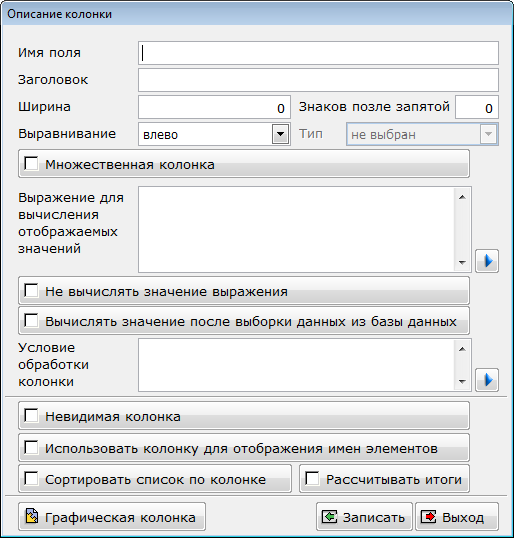 Описание колонки
Имя поля
Заголовок
Ширина 0 Знаков позле запятой 0
Выравнивание влево Тип не выбран
Множественная колонка
Выражение для
вычисления
отображаемых
значений
Не вычислять значение выражения
Вычислять значение после выборки данных из базы данных
Условие
обработки
колонки
Невидимая колонка
Использовать колонку для отображения имен элементов
Сортировать список по колонке Рассчитывать итоги
Графическая колонка Записать Выход